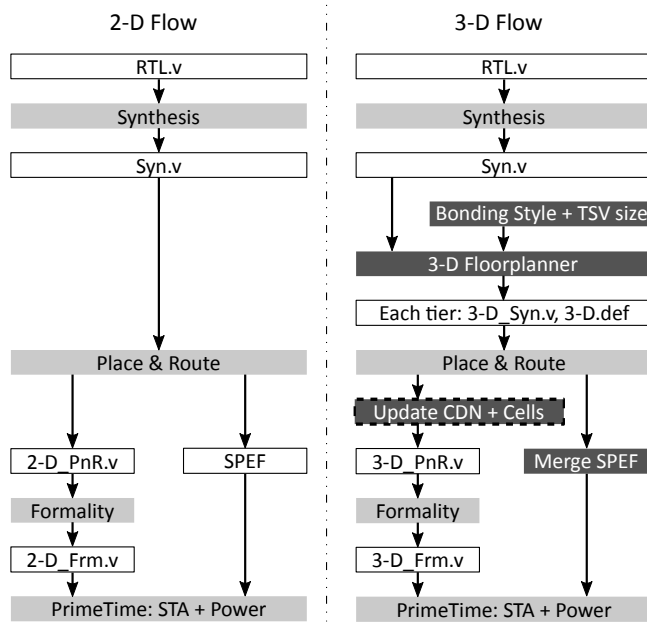 2-D Flow
RTL.v
Synthesis
Syn.v
Place & Route
2-D_PnR.v
SPEF
Formality
2-D_Frm.v
PrimeTime: STA + Power
3-D Flow
RTL.v
Synthesis
Syn.v
Bonding Style + TSV size
3-D Floorplanner
Each tier: 3-D_Syn.v, 3-D.def
Place & Route
Update CDN + Cells
3-D_PnR.v
Merge SPEF
Formality
3-D_Frm.v
PrimeTime: STA + Power